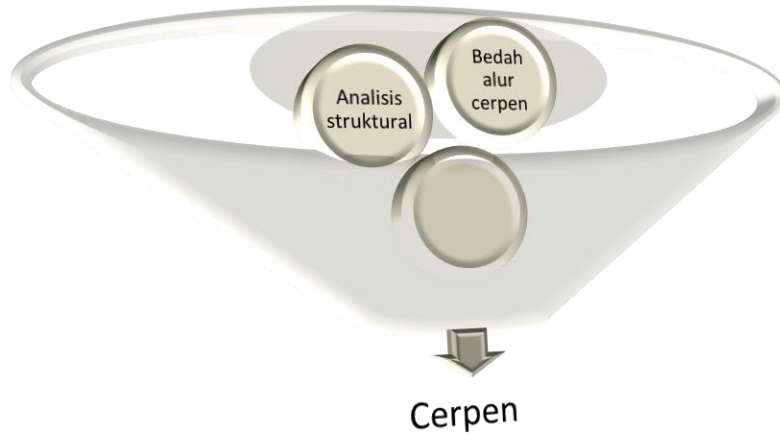 Bedah
alur
cerpen
Analisis
struktural
Cerpen